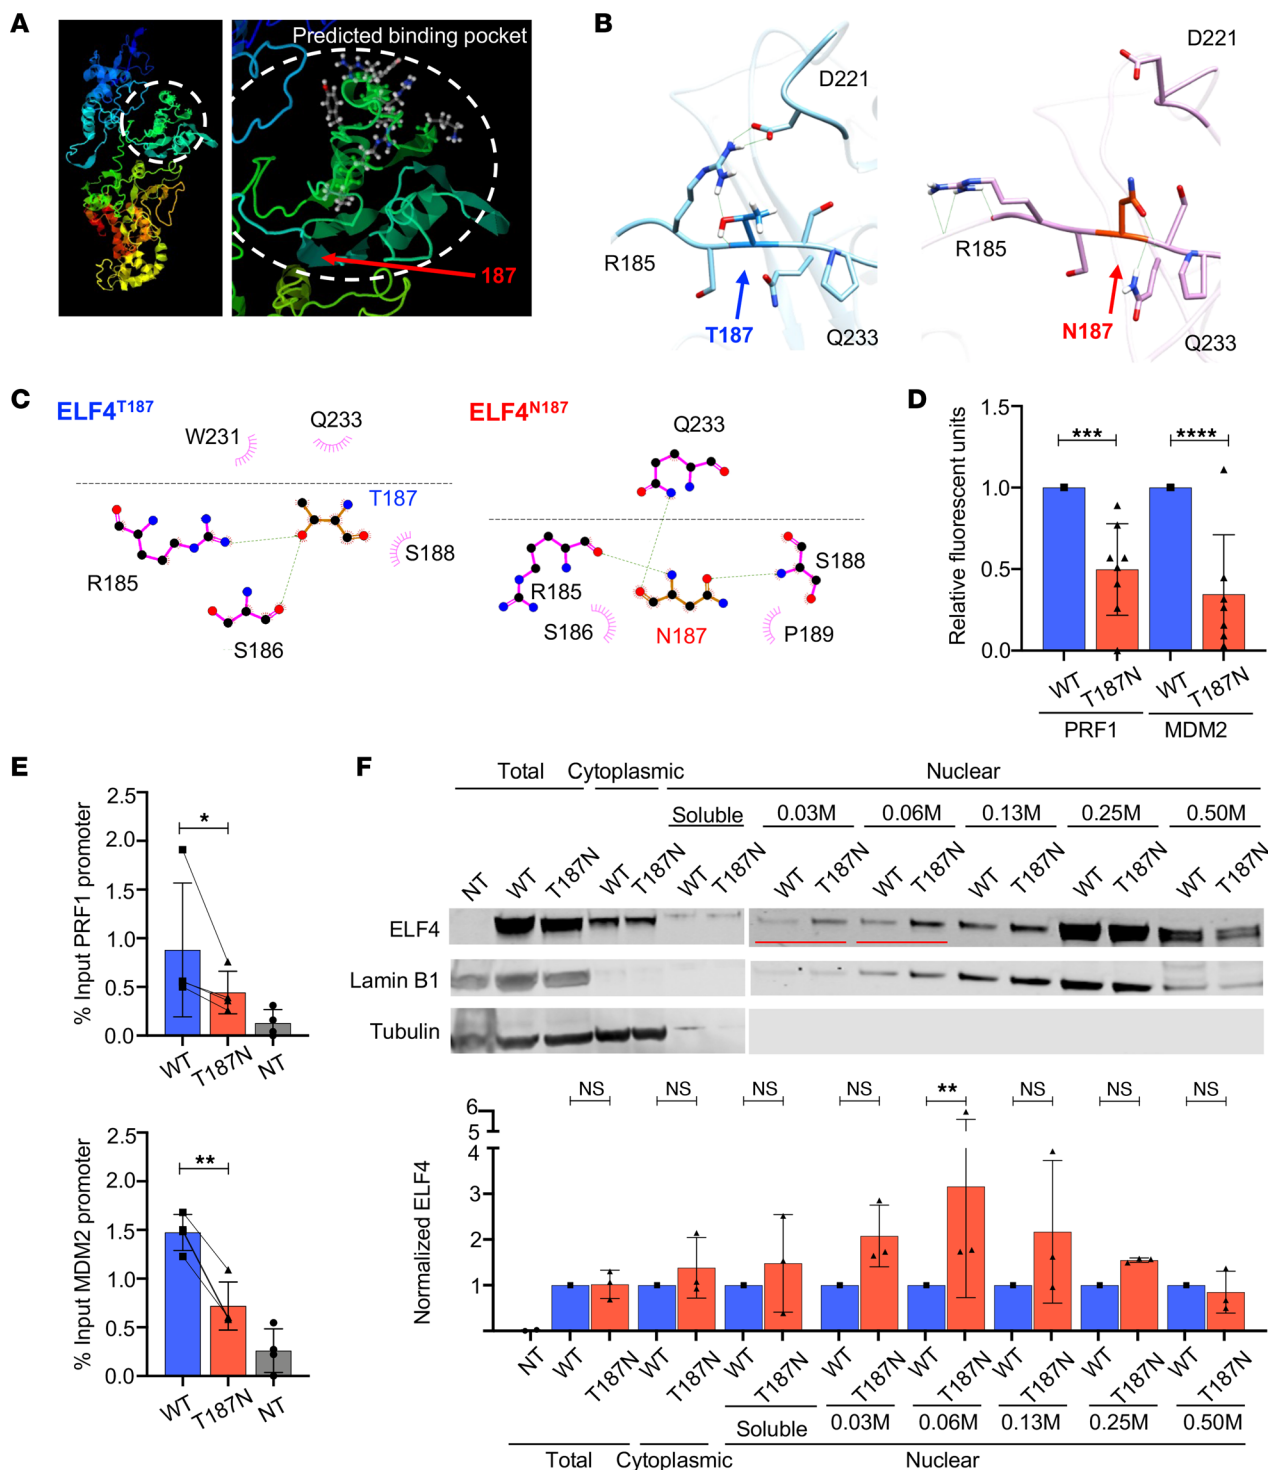 A
Predicted binding pocket
187
B
D221
R185
T187
Q233
D221
R185
N187
Q233
C
ELF4T187
W231
Q233
T187
R185
S188
S186
ELF4N187
Q233
R185
S188
S186
N187
P189
D
Relative fluorescent units
1.5
1.0
0.5
0.0
***
****
WT
T187N
WT
T187N
PRF1
MDM2
E
% Input PRF1 promoter
2.5
2.0
1.5
1.0
0.5
0.0
*
WT
T187N
NT
% Input MDM2 promoter
2.5
2.0
1.5
1.0
0.5
0.0
**
WT
T187N
NT
F
Total Cytoplasmic Nuclear
Soluble 0.03M 0.06M 0.13M 0.25M 0.50M
NT WT T187N WT T187N WT T187N WT T187N WT T187N WT T187N WT T187N WT T187N
ELF4
Lamin B1
Tubulin
Normalized ELF4
6
5
4
3
2
1
NS NS NS NS ** NS NS NS
NT WT T187N WT T187N WT T187N WT T187N WT T187N WT T187N WT T187N WT T187N
Soluble 0.03M 0.06M 0.13M 0.25M 0.50M
Total Cytoplasmic Nuclear